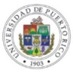 UNIVERSIDAD DE PUERTO RICO
• 1903 •